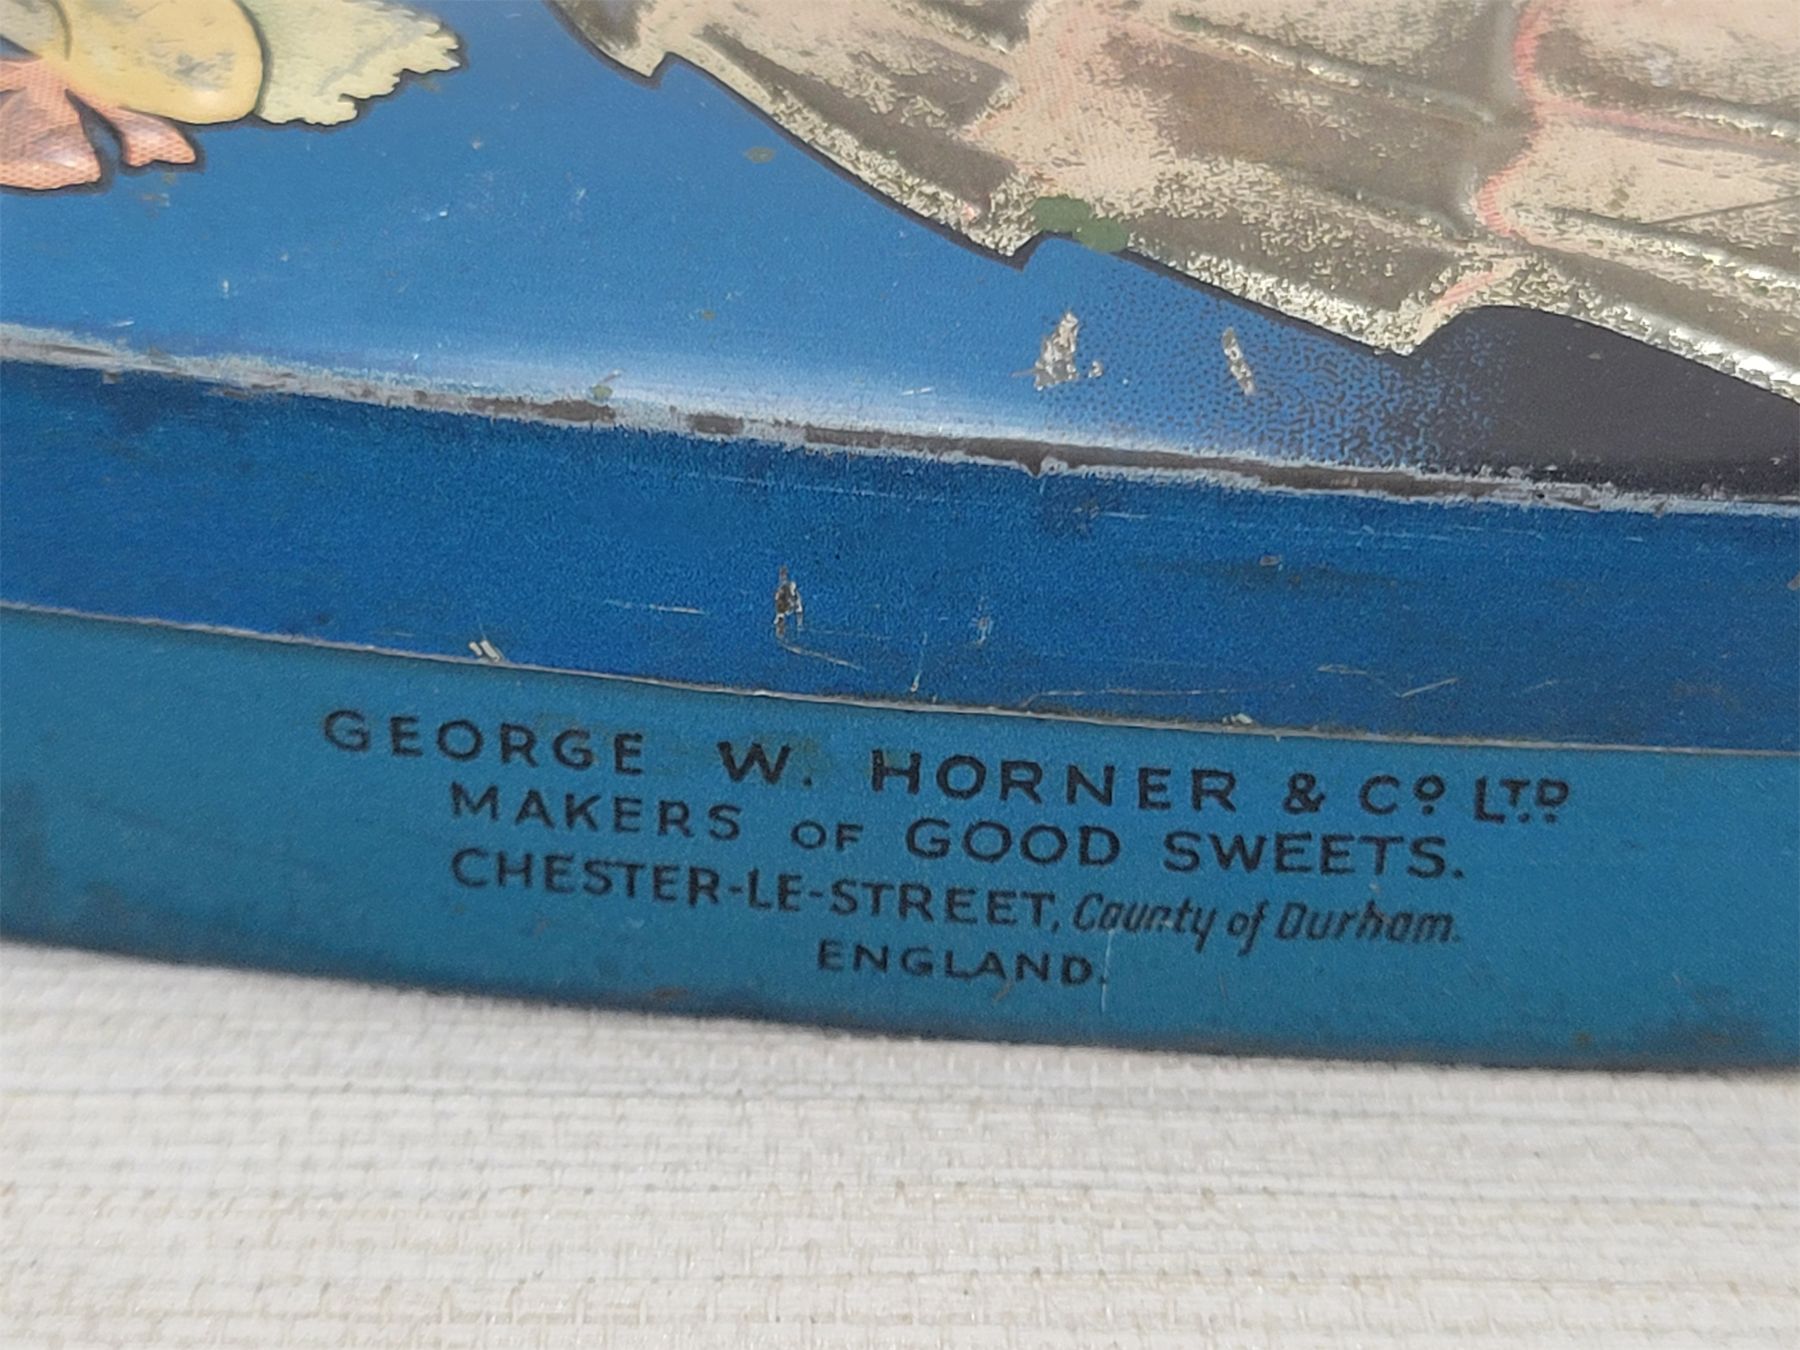 GEORGE W. HORNER & Cº LTD
MAKERS OF GOOD SWEETS.
CHESTER-LE-STREET, County of Durham.
ENGLAND.